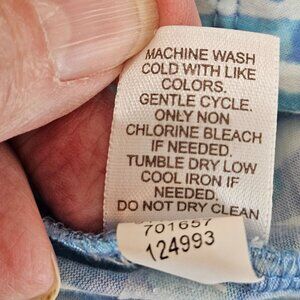 MACHINE WASH
COLD WITH LIKE
COLORS.
GENTLE CYCLE.
ONLY NON
CHLORINE BLEACH
IF NEEDED.
TUMBLE DRY LOW
COOL IRON IF
NEEDED.
DO NOT DRY CLEAN
701657
124993